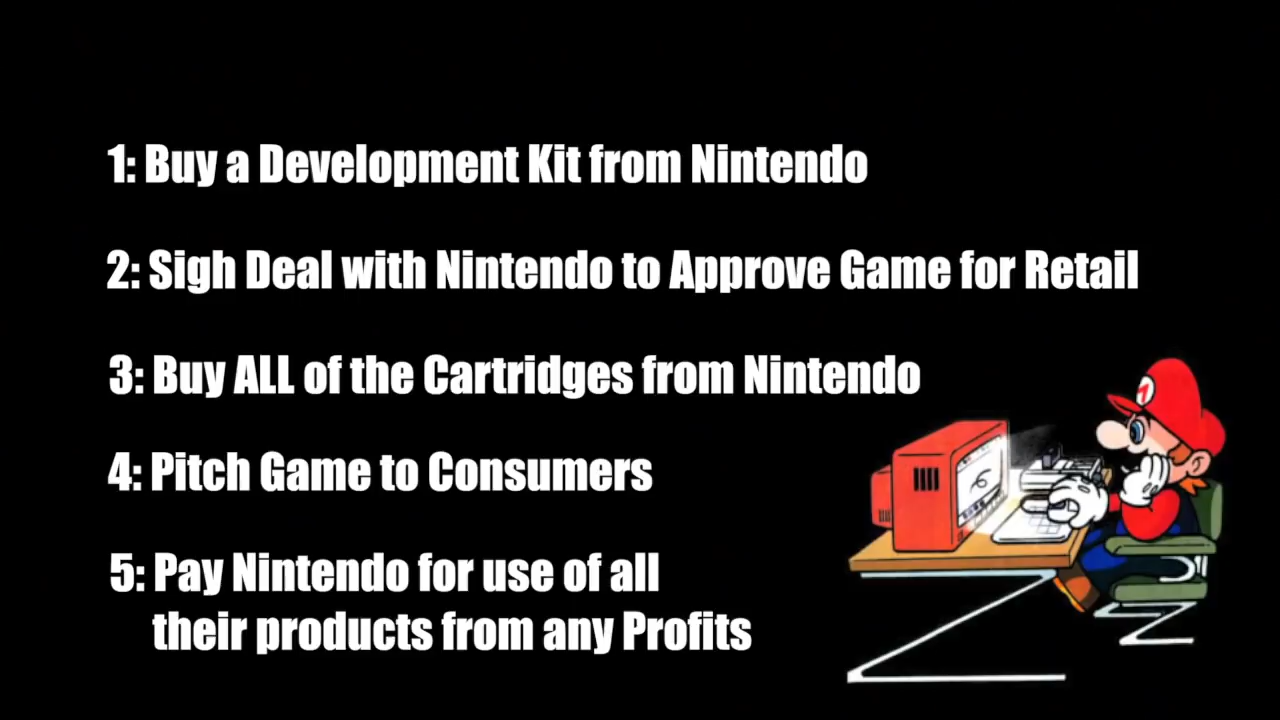 1: Buy a Development Kit from Nintendo
2: Sigh Deal with Nintendo to Approve Game for Retail
3: Buy ALL of the Cartridges from Nintendo
4: Pitch Game to Consumers
5: Pay Nintendo for use of all
their products from any Profits